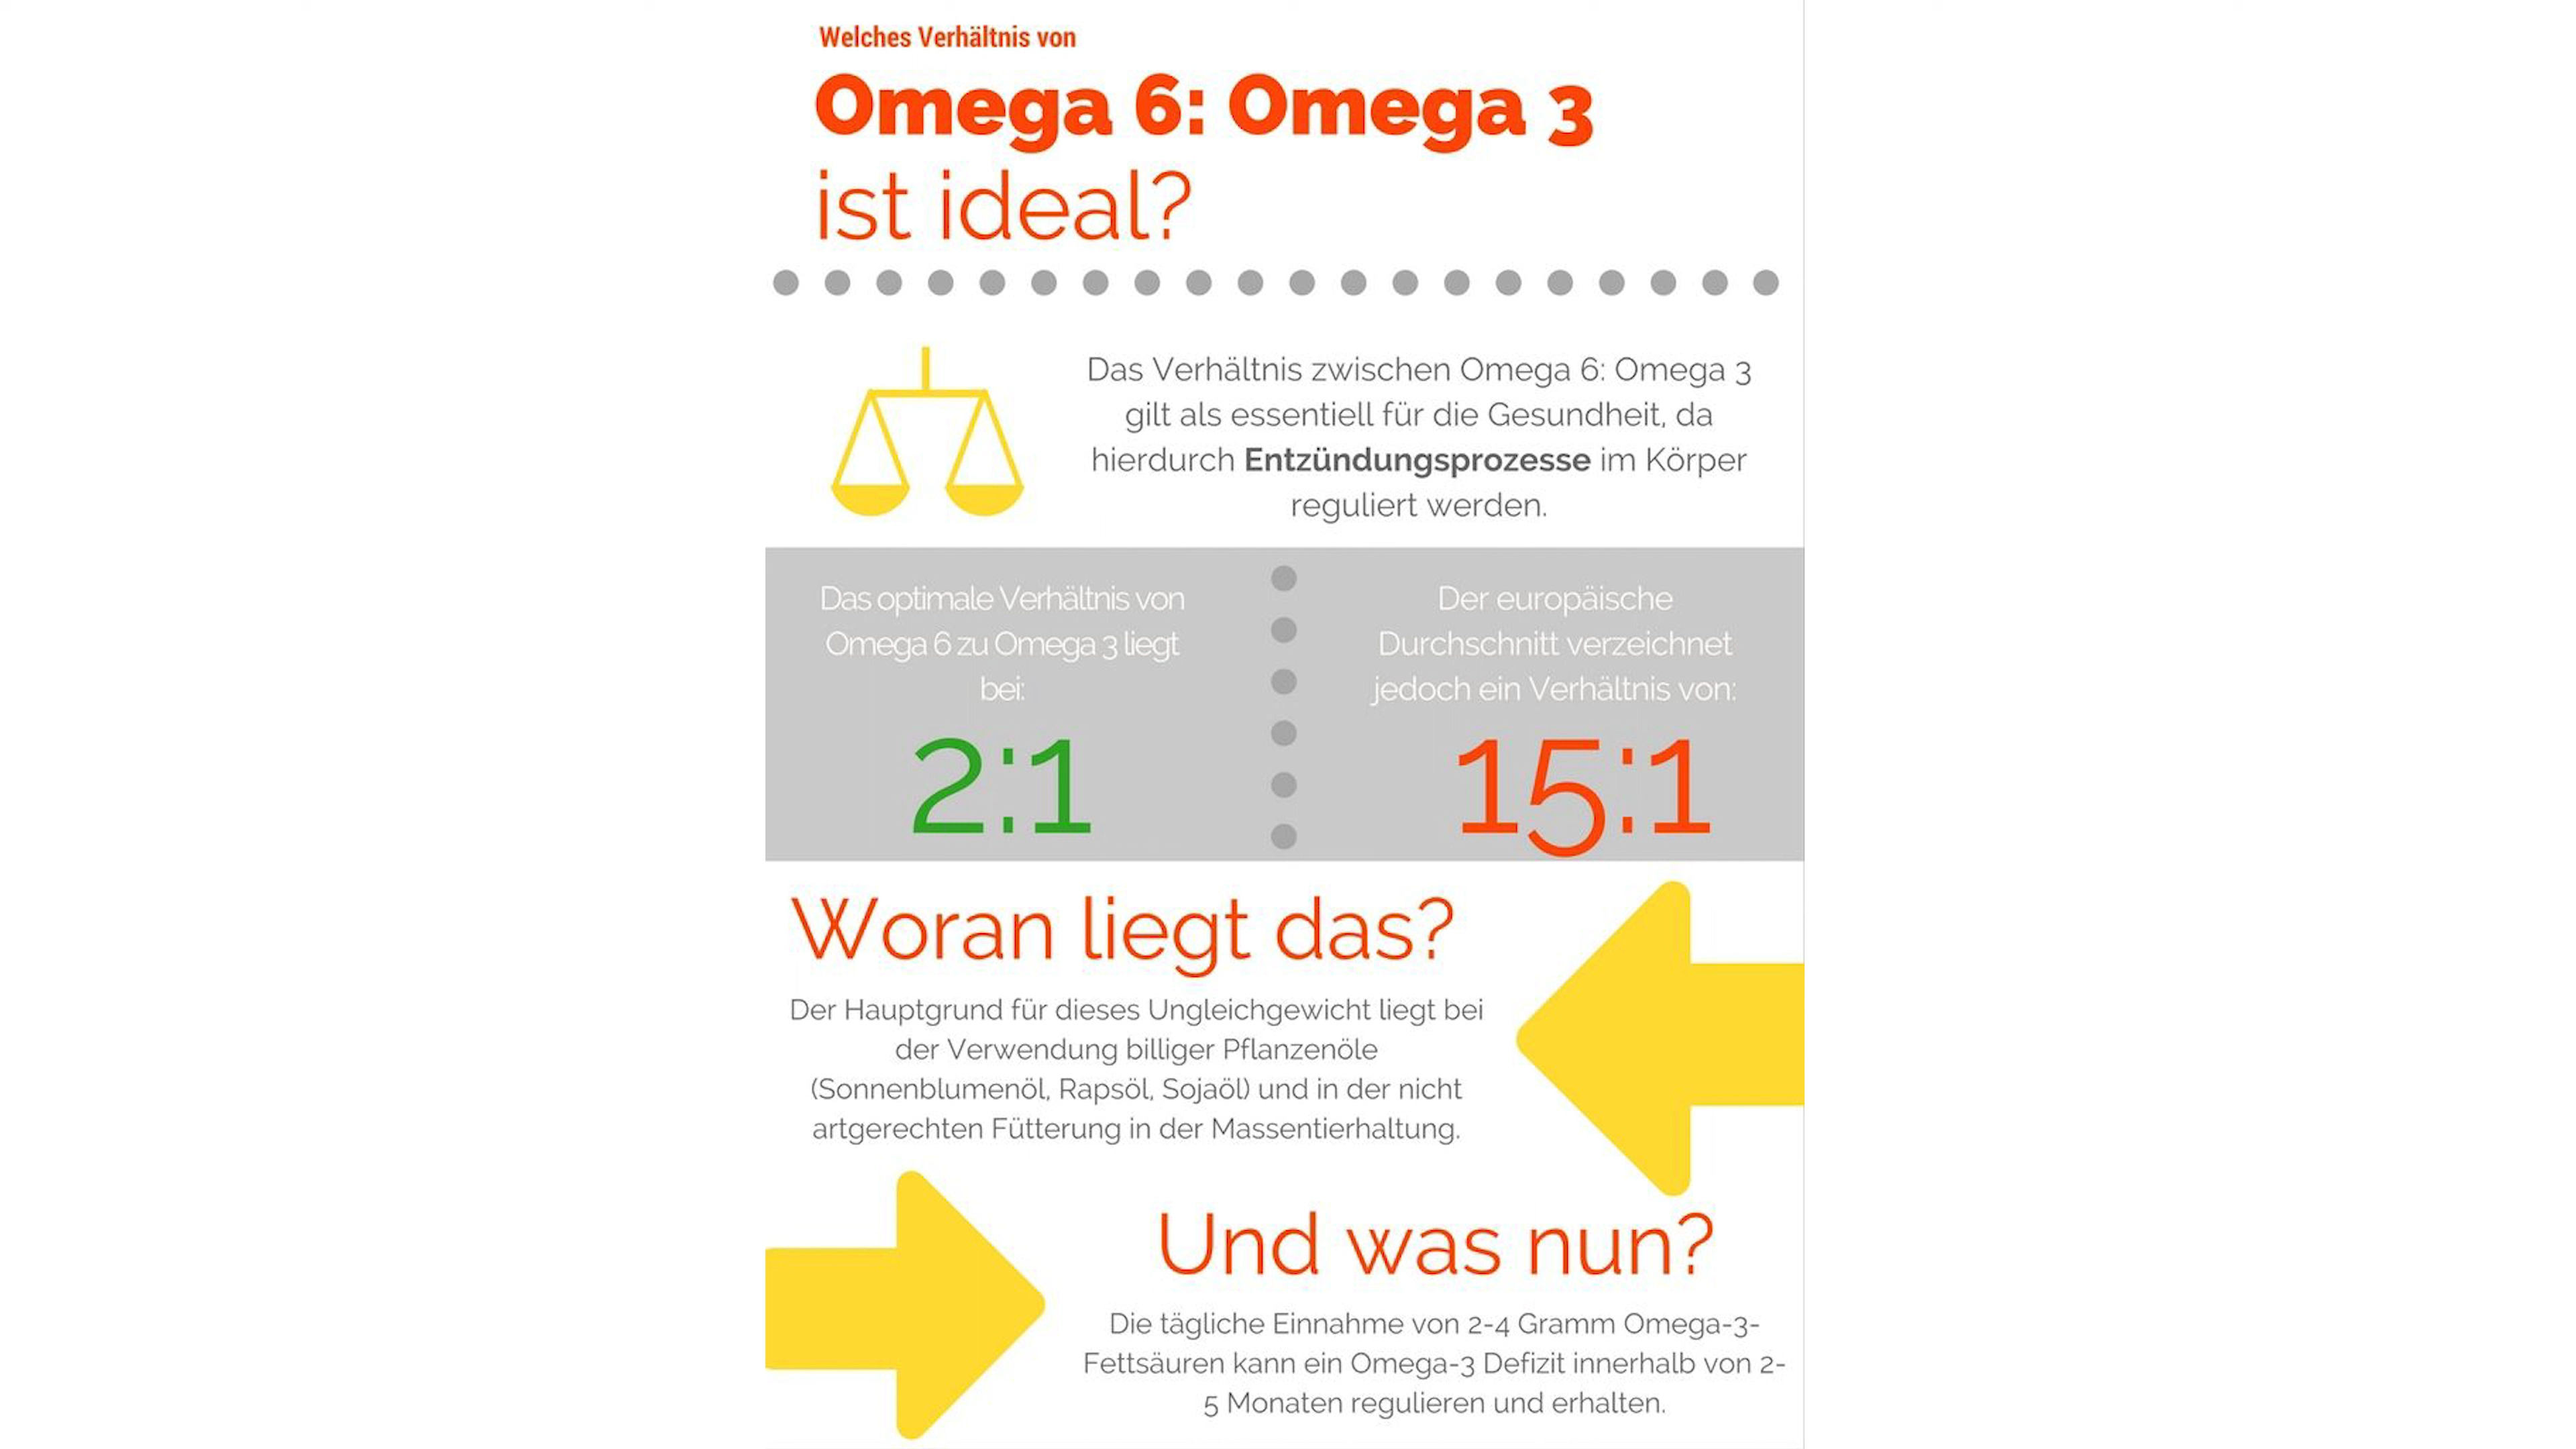 Welches Verhältnis von
Omega 6: Omega 3
ist ideal?
Das Verhältnis zwischen Omega 6: Omega 3
gilt als essentiell für die Gesundheit, da
hierdurch Entzündungsprozesse im Körper
reguliert werden.
Das optimale Verhältnis von
Omega 6 zu Omega 3 liegt
bei:
2:1
Der europäische
Durchschnitt verzeichnet
jedoch ein Verhältnis von:
15:1
Woran liegt das?
Der Hauptgrund für dieses Ungleichgewicht liegt bei
der Verwendung billiger Pflanzenöle
(Sonnenblumenöl, Rapsöl, Sojaöl) und in der nicht
artgerechten Fütterung in der Massentierhaltung.
Und was nun?
Die tägliche Einnahme von 2-4 Gramm Omega-3-
Fettsäuren kann ein Omega-3 Defizit innerhalb von 2-
5 Monaten regulieren und erhalten.